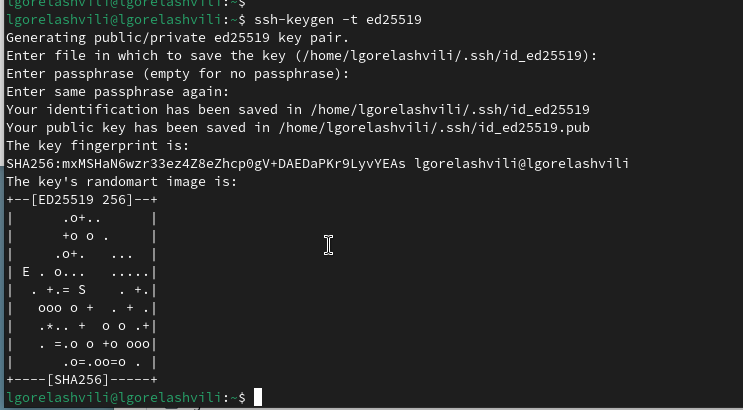 lgorelashvili@lgorelashvili:~$
lgorelashvili@lgorelashvili:~$ ssh-keygen -t ed25519
Generating public/private ed25519 key pair.
Enter file in which to save the key (/home/lgorelashvili/.ssh/id_ed25519):
Enter passphrase (empty for no passphrase):
Enter same passphrase again:
Your identification has been saved in /home/lgorelashvili/.ssh/id_ed25519
Your public key has been saved in /home/lgorelashvili/.ssh/id_ed25519.pub
The key fingerprint is:
SHA256:mxMSHaN6wzr33ez4Z8eZhcp0gV+DAEDaPKr9LyvYEAs lgorelashvili@lgorelashvili
The key's randomart image is:
+--[ED25519 256]--+
|      .o+..      |
|      +o o .     |
|     .o+.   ...  |
| E . o...   .....|
|  . +.= S    . +.|
|   ooo o +  . + .|
|   .*.. +  o o .+|
|   . =.o o +o ooo|
|      .o=.oo=o . |
+----[SHA256]-----+
lgorelashvili@lgorelashvili:~$